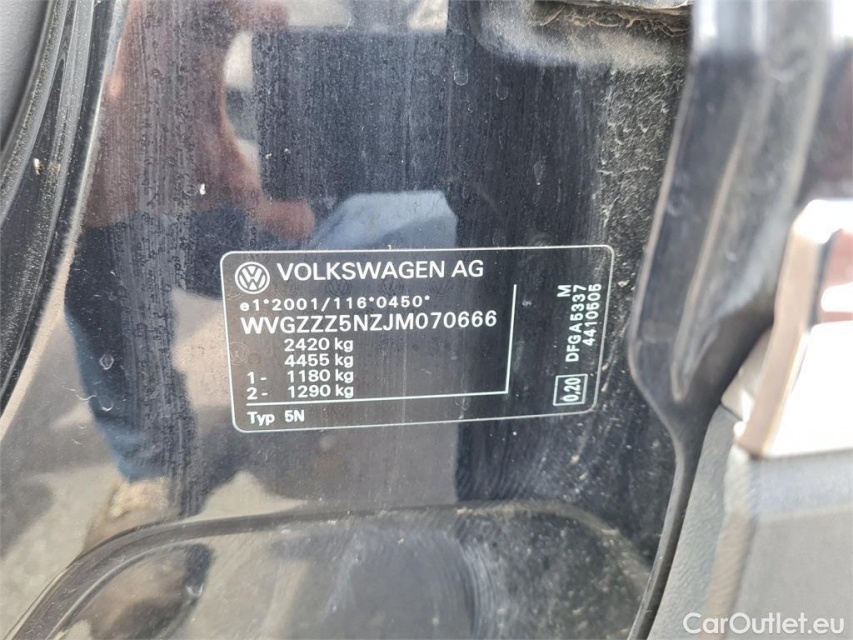 VOLKSWAGEN AG
e1*2001/116*0450*
WVGZZZ5NZJM070666
2420 kg
4455 kg
1- 1180 kg
2- 1290 kg
Typ 5N
M
DFGA5337
4410505
0,20
CarOutlet.eu